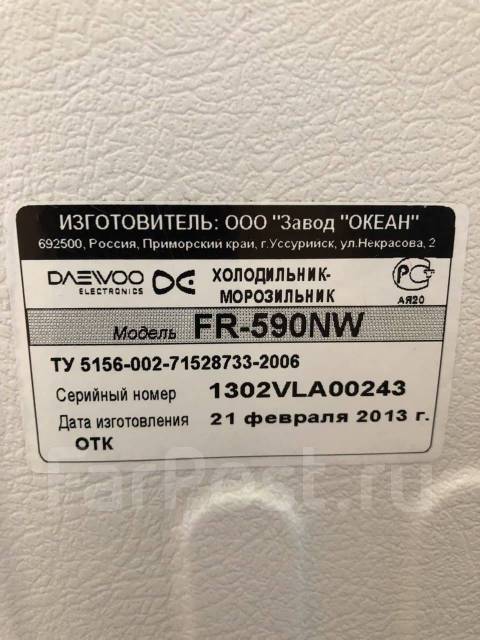 ИЗГОТОВИТЕЛЬ: ООО "Завод "ОКЕАН"
692500, Россия, Приморский край, г.Уссурийск, ул.Некрасова, 2
DAEWOO
ELECTRONICS
ХОЛОДИЛЬНИК-
МОРОЗИЛЬНИК
АЯ20
Модель FR-590NW
ТУ 5156-002-71528733-2006
Серийный номер 1302VLA00243
Дата изготовления 21 февраля 2013 г.
ОТК
FarPost.ru